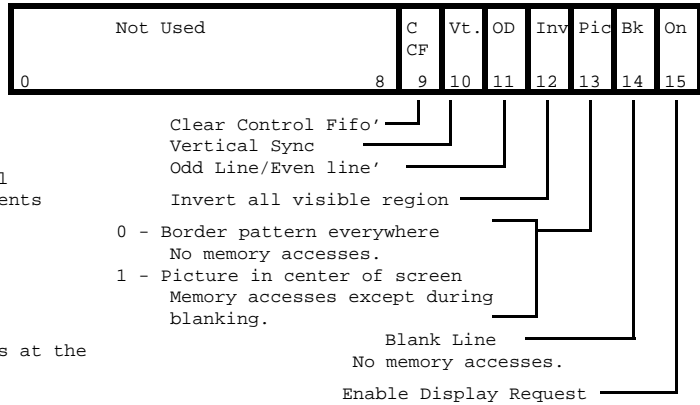 Not Used C Vt. OD Inv Pic Bk On
CF
0 8 9 10 11 12 13 14 15
Clear Control Fifo'
Vertical Sync
Odd Line/Even line'
l
ents Invert all visible region
0 - Border pattern everywhere
No memory accesses.
1 - Picture in center of screen
Memory accesses except during
blanking.
Blank Line
s at the
No memory accesses.
Enable Display Request